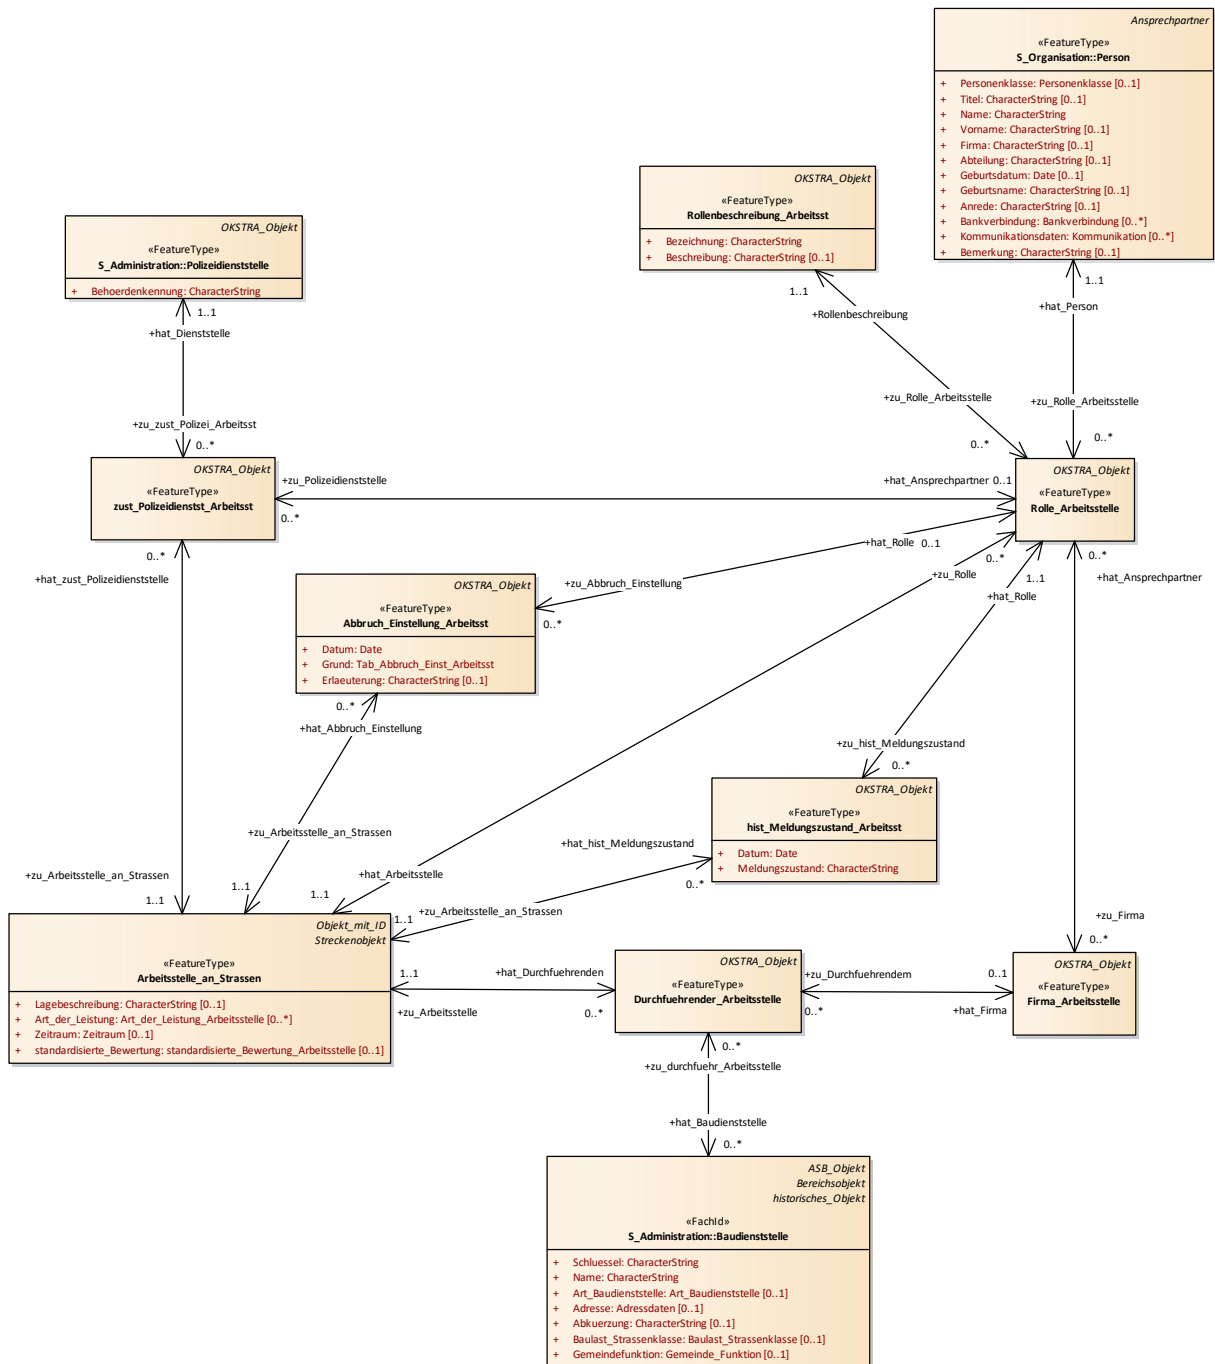 Ansprechpartner
«FeatureType»
S_Organisation::Person
+ Personenklasse: Personenklasse [0..1]
+ Titel: CharacterString [0..1]
+ Name: CharacterString
+ Vorname: CharacterString [0..1]
+ Firma: CharacterString [0..1]
+ Abteilung: CharacterString [0..1]
+ Geburtsdatum: Date [0..1]
+ Geburtsname: CharacterString [0..1]
+ Anrede: CharacterString [0..1]
+ Bankverbindung: Bankverbindung [0..*]
+ Kommunikationsdaten: Kommunikation [0..*]
+ Bemerkung: CharacterString [0..1]
OKSTRA_Objekt
«FeatureType»
Rollenbeschreibung_Arbeitsst
+ Bezeichnung: CharacterString
+ Beschreibung: CharacterString [0..1]
OKSTRA_Objekt
«FeatureType»
S_Administration::Polizeidienststelle
+ Behoerdenkennung: CharacterString
1..1
+hat_Dienststelle
+zu_zust_Polizei_Arbeitsst
0..*
1..1
+Rollenbeschreibung
+zu_Rolle_Arbeitsstelle
0..*
1..1
+hat_Person
+zu_Rolle_Arbeitsstelle
0..*
OKSTRA_Objekt
«FeatureType»
zust_Polizeidienstst_Arbeitsst
+zu_Polizeidienststelle
0..*
+hat_Ansprechpartner 0..1
OKSTRA_Objekt
«FeatureType»
Rolle_Arbeitsstelle
0..*
+hat_zust_Polizeidienststelle
+zu_Arbeitsstelle_an_Strassen
1..1
+hat_Rolle 0..1
+zu_Abbruch_Einstellung
0..*
OKSTRA_Objekt
«FeatureType»
Abbruch_Einstellung_Arbeitsst
+ Datum: Date
+ Grund: Tab_Abbruch_Einst_Arbeitsst
+ Erlaeuterung: CharacterString [0..1]
0..*
+zu_Rolle
1..1
+hat_Rolle
0..*
+hat_Ansprechpartner
0..*
+hat_Abbruch_Einstellung
+zu_Arbeitsstelle_an_Strassen
1..1
+hat_Arbeitsstelle
1..1
+zu_hist_Meldungszustand
0..*
OKSTRA_Objekt
«FeatureType»
hist_Meldungszustand_Arbeitsst
+ Datum: Date
+ Meldungszustand: CharacterString
+hat_hist_Meldungszustand
0..*
+zu_Arbeitsstelle_an_Strassen
1..1
+zu_Firma
0..*
Objekt_mit_ID
Streckenobjekt
«FeatureType»
Arbeitsstelle_an_Strassen
+ Lagebeschreibung: CharacterString [0..1]
+ Art_der_Leistung: Art_der_Leistung_Arbeitsstelle [0..*]
+ Zeitraum: Zeitraum [0..1]
+ standardisierte_Bewertung: standardisierte_Bewertung_Arbeitsstelle [0..1]
1..1
+zu_Arbeitsstelle
+hat_Durchfuehrenden
0..*
OKSTRA_Objekt
«FeatureType»
Durchfuehrender_Arbeitsstelle
+zu_Durchfuehrendem
0..*
0..1
+hat_Firma
OKSTRA_Objekt
«FeatureType»
Firma_Arbeitsstelle
0..*
+zu_durchfuehr_Arbeitsstelle
+hat_Baudienststelle
0..*
ASB_Objekt
Bereichsobjekt
historisches_Objekt
«FachId»
S_Administration::Baudienststelle
+ Schluessel: CharacterString
+ Name: CharacterString
+ Art_Baudienststelle: Art_Baudienststelle [0..1]
+ Adresse: Adressdaten [0..1]
+ Abkuerzung: CharacterString [0..1]
+ Baulast_Strassenklasse: Baulast_Strassenklasse [0..1]
+ Gemeindefunktion: Gemeinde_Funktion [0..1]